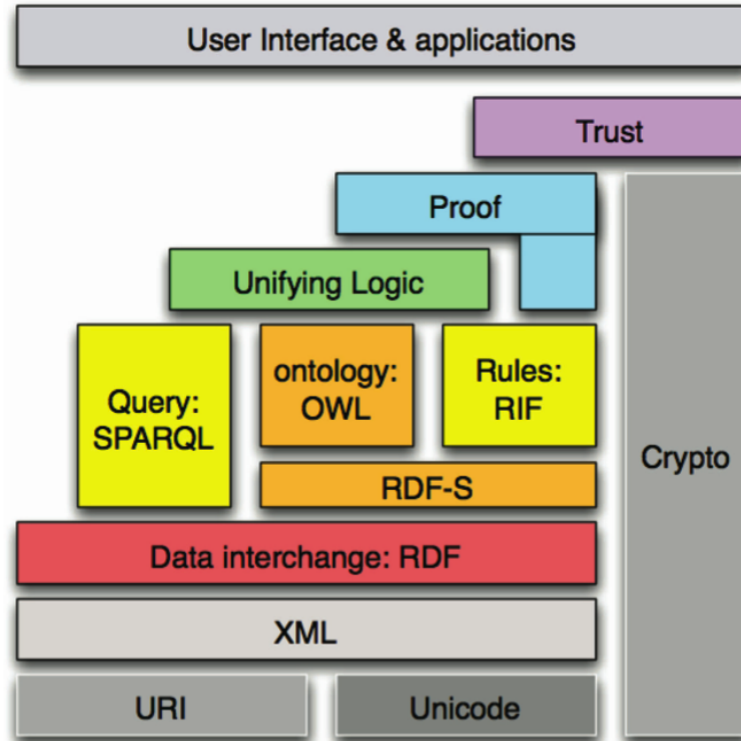 User Interface & applications
Trust
Proof
Unifying Logic
Query:
SPARQL
ontology:
OWL
Rules:
RIF
Crypto
RDF-S
Data interchange: RDF
XML
URI
Unicode